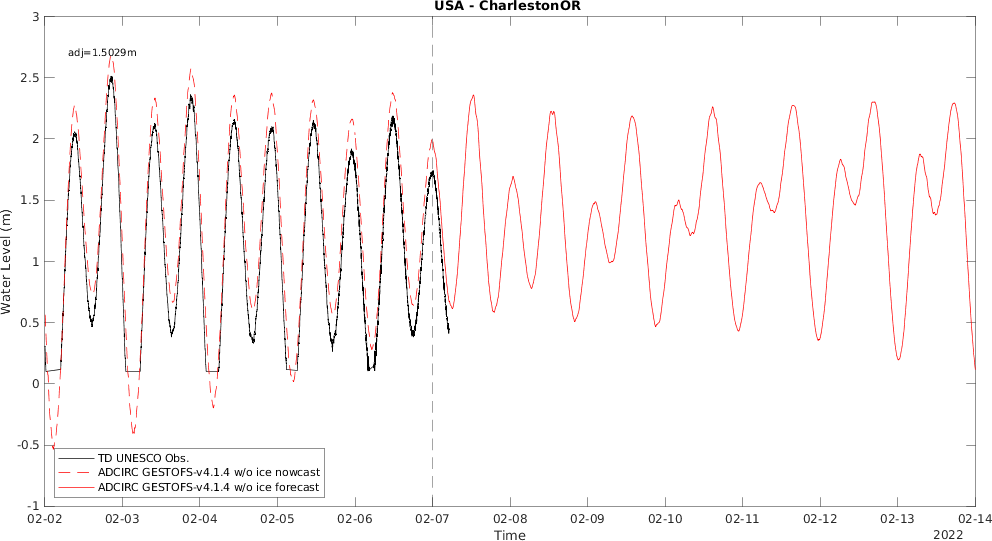 USA - CharlestonOR
adj=1.5029m
3
2.5
2
1.5
1
0.5
0
-0.5
-1
Water Level (m)
TD UNESCO Obs.
ADCIRC GESTOFS-v4.1.4 w/o ice nowcast
ADCIRC GESTOFS-v4.1.4 w/o ice forecast
02-02 02-03 02-04 02-05 02-06 02-07 02-08 02-09 02-10 02-11 02-12 02-13 02-14
Time
2022